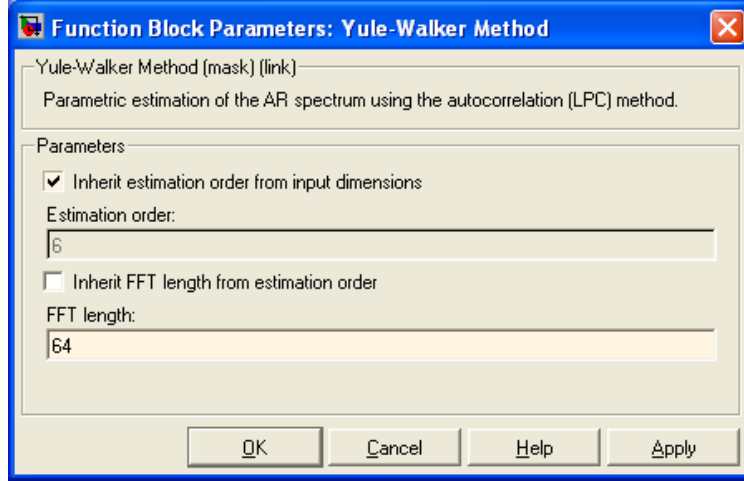 Function Block Parameters: Yule-Walker Method
Yule-Walker Method (mask) (link)
Parametric estimation of the AR spectrum using the autocorrelation (LPC) method.
Parameters
Inherit estimation order from input dimensions
Estimation order:
6
Inherit FFT length from estimation order
FFT length:
64
OK Cancel Help Apply